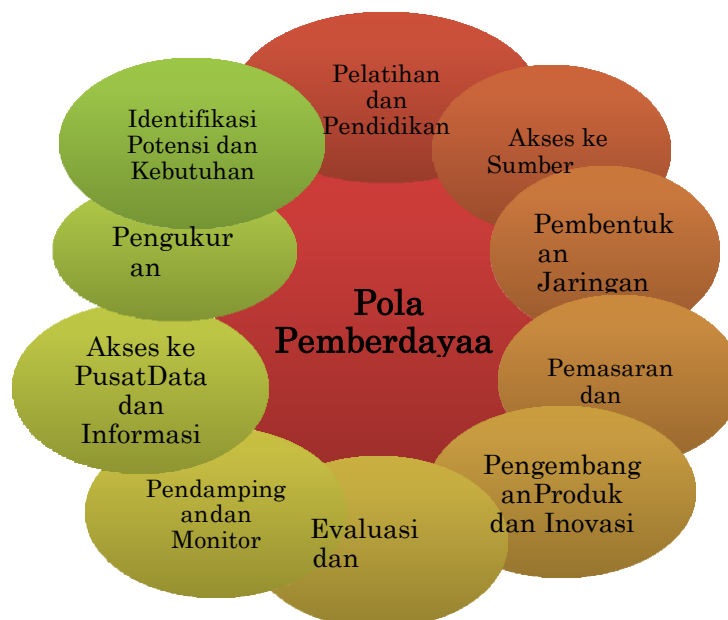 Pelatihan
dan
Pendidikan
Akses ke
Sumber
Pembentuk
an
Jaringan
Pemasaran
dan
Pengembang
anProduk
dan Inovasi
Evaluasi
dan
Pendamping
andan
Monitor
Akses ke
PusatData
dan
Informasi
Pengukur
an
Identifikasi
Potensi dan
Kebutuhan
Pola
Pemberdayaa